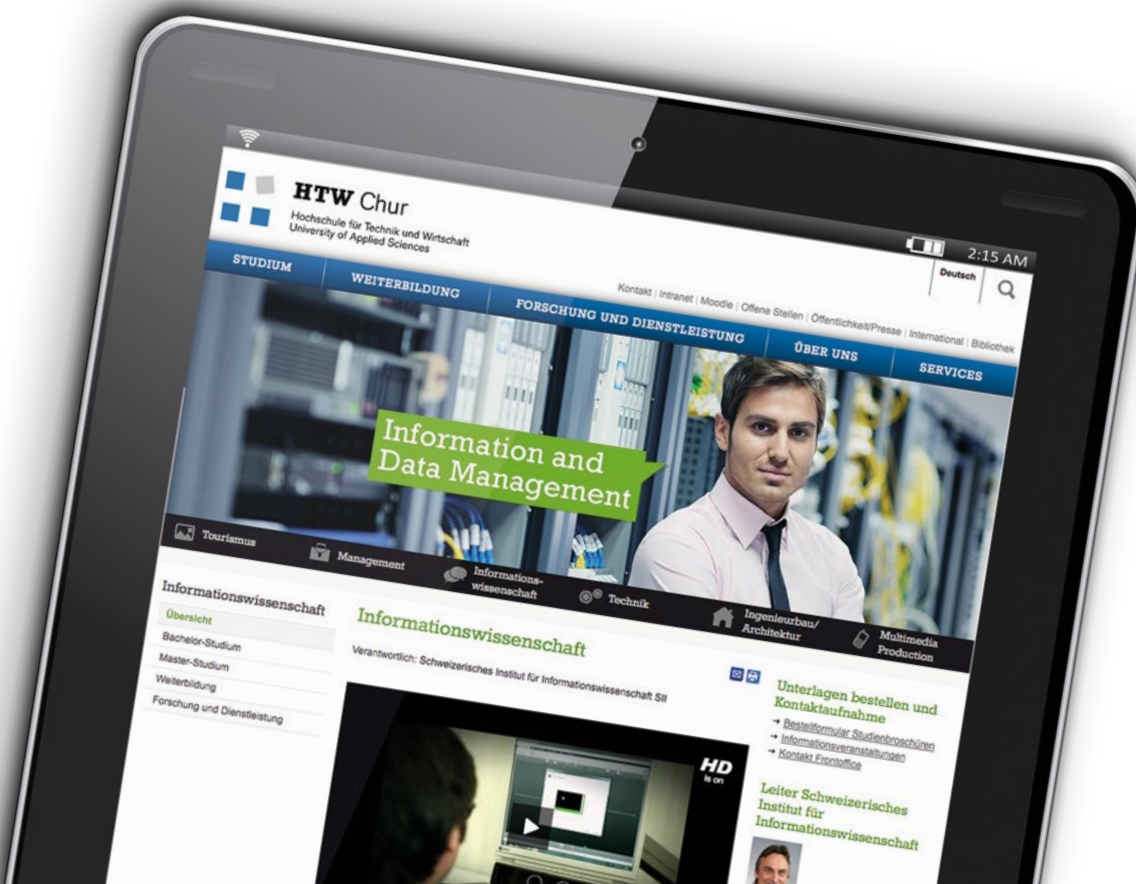 2:15 AM
HTW Chur
Hochschule für Technik und Wirtschaft
University of Applied Sciences
Deutsch
Kontakt | Intranet | Moodle | Offene Stellen | Öffentlichkeit/Presse | International | Bibliothek
STUDIUM
WEITERBILDUNG
FORSCHUNG UND DIENSTLEISTUNG
ÜBER UNS
SERVICES
Information and
Data Management
Tourismus
Management
Informations-
wissenschaft
Technik
Ingenieurbau/
Architektur
Multimedia
Production
Informationswissenschaft
Übersicht
Bachelor-Studium
Master-Studium
Weiterbildung
Forschung und Dienstleistung
Informationswissenschaft
Verantwortlich: Schweizerisches Institut für Informationswissenschaft SII
HD
is on
Unterlagen bestellen und
Kontaktaufnahme
→ Bestellformular Studienbroschüren
→ Informationsveranstaltungen
→ Kontakt Frontoffice
Leiter Schweizerisches
Institut für
Informationswissenschaft